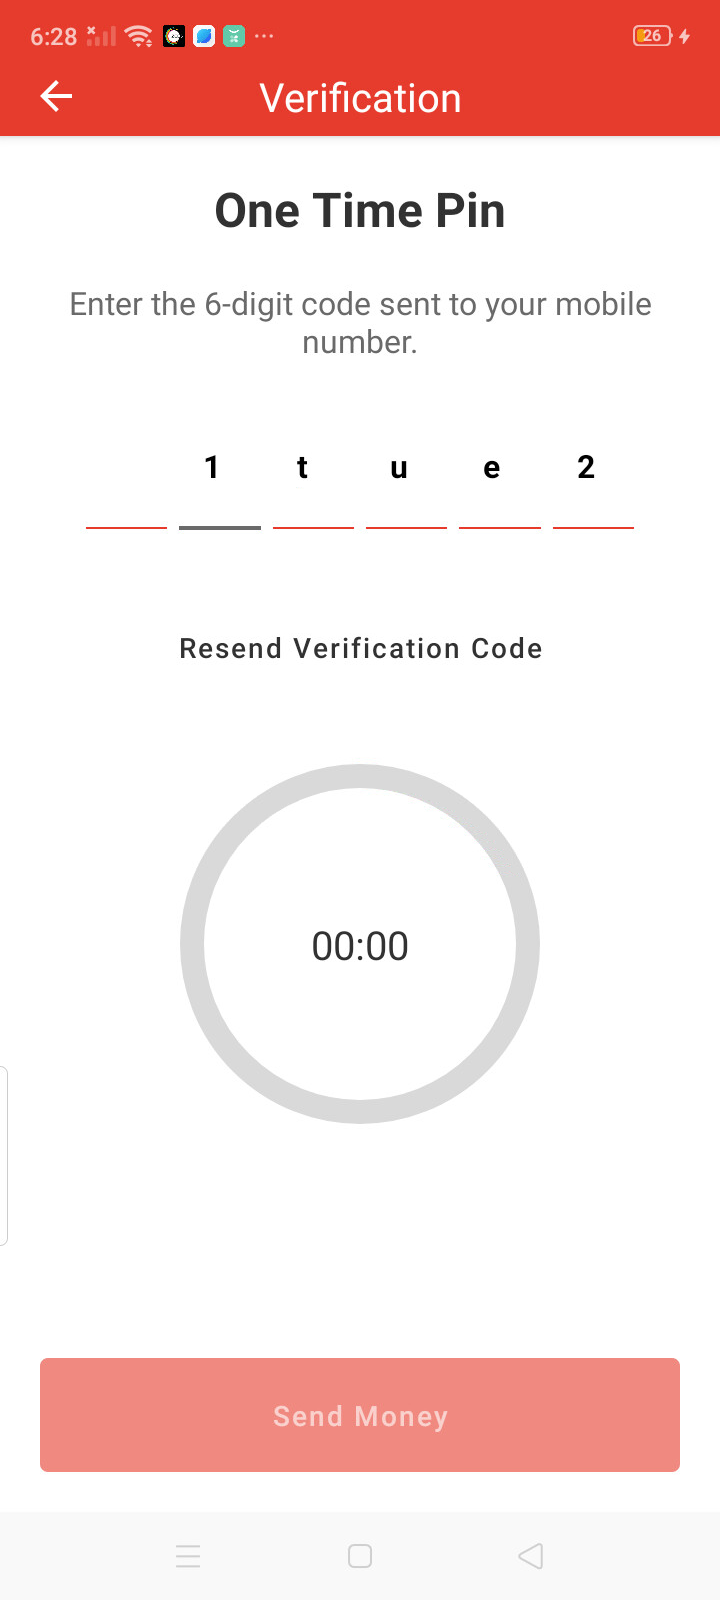 6:28
26
Verification
One Time Pin
Enter the 6-digit code sent to your mobile
number.
1 t u e 2
Resend Verification Code
00:00
Send Money